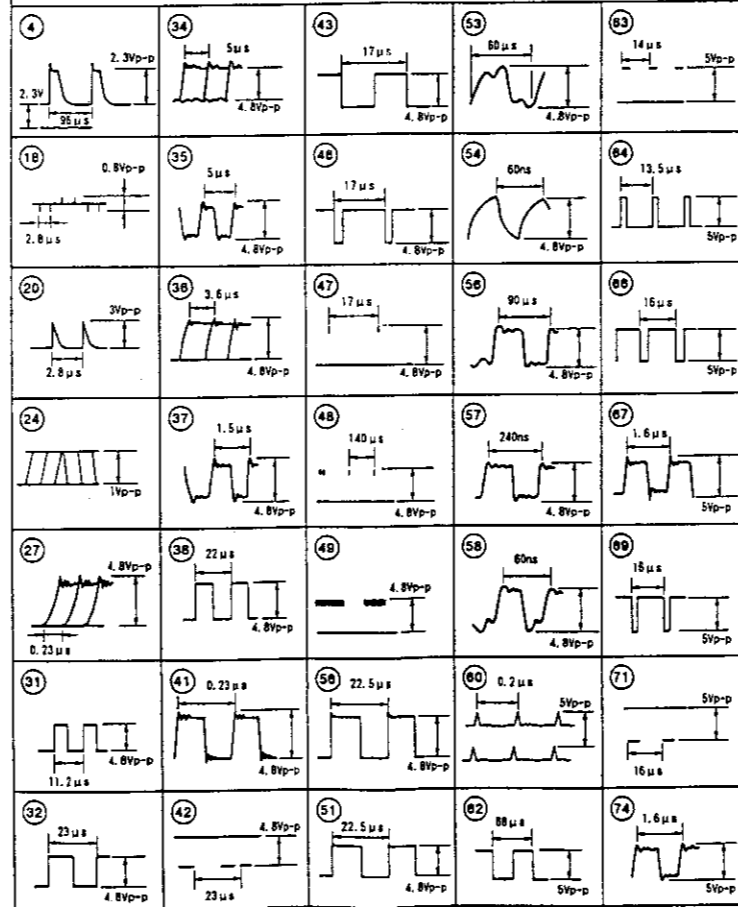 4
2.3Vp-p
2.3V
96μs
34
5μs
4.8Vp-p
43
17μs
4.8Vp-p
53
60μs
4.8Vp-p
63
14μs
5Vp-p
18
0.8Vp-p
2.8μs
35
5μs
4.8Vp-p
46
17μs
4.8Vp-p
54
60ns
4.8Vp-p
64
13.5μs
5Vp-p
20
3Vp-p
2.8μs
36
3.6μs
4.8Vp-p
47
17μs
4.8Vp-p
56
90μs
4.8Vp-p
66
16μs
5Vp-p
24
1Vp-p
37
1.5μs
4.8Vp-p
48
140μs
4.8Vp-p
57
240ns
4.8Vp-p
67
1.6μs
5Vp-p
27
4.8Vp-p
0.23μs
38
22μs
4.8Vp-p
49
4.8Vp-p
58
60ns
4.8Vp-p
69
15μs
5Vp-p
31
4.8Vp-p
11.2μs
41
0.23μs
4.8Vp-p
22.5μs
4.8Vp-p
60
0.2μs
5Vp-p
71
5Vp-p
16μs
32
23μs
4.8Vp-p
42
4.8Vp-p
23μs
51
22.5μs
4.8Vp-p
62
68μs
5Vp-p
74
1.6μs
5Vp-p